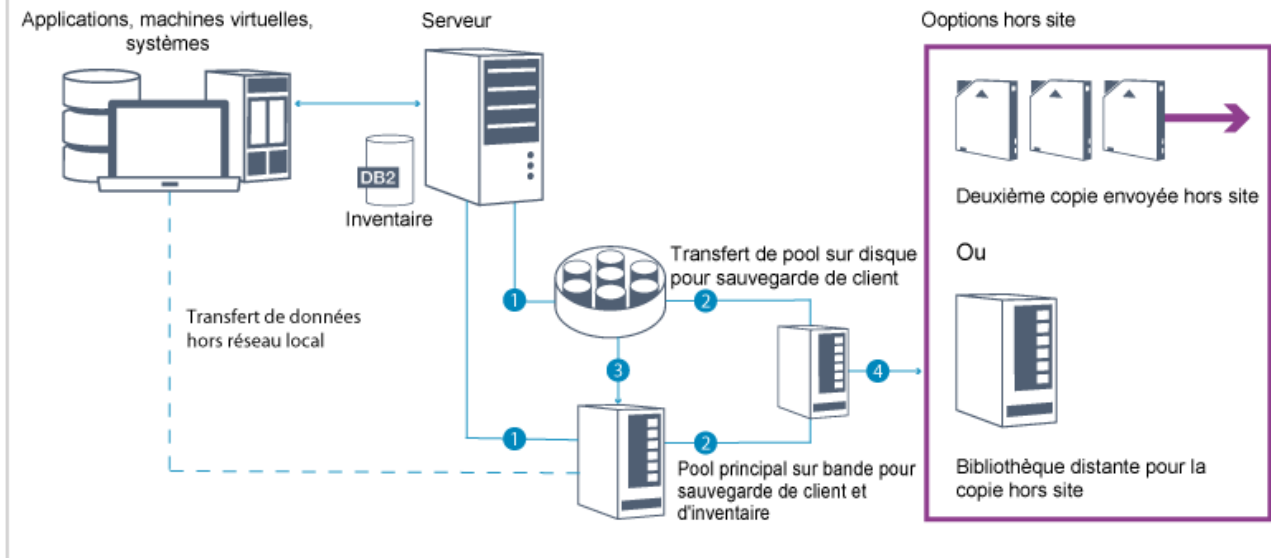 Applications, machines virtuelles,
systèmes
Serveur
Ooptions hors site
DB2
Inventaire
Deuxième copie envoyée hors site
Transfert de pool sur disque
pour sauvegarde de client
Ou
1
2
Transfert de données
hors réseau local
3
4
1
2
Pool principal sur bande pour
sauvegarde de client et
d'inventaire
Bibliothèque distante pour la
copie hors site